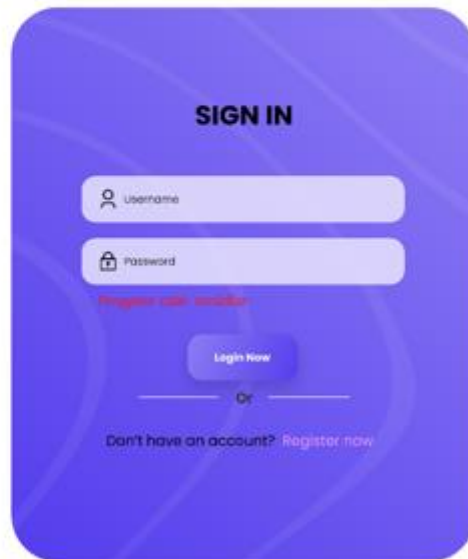 SIGN IN
Username
Password
Login Now
Or
Don't have an account? Register now